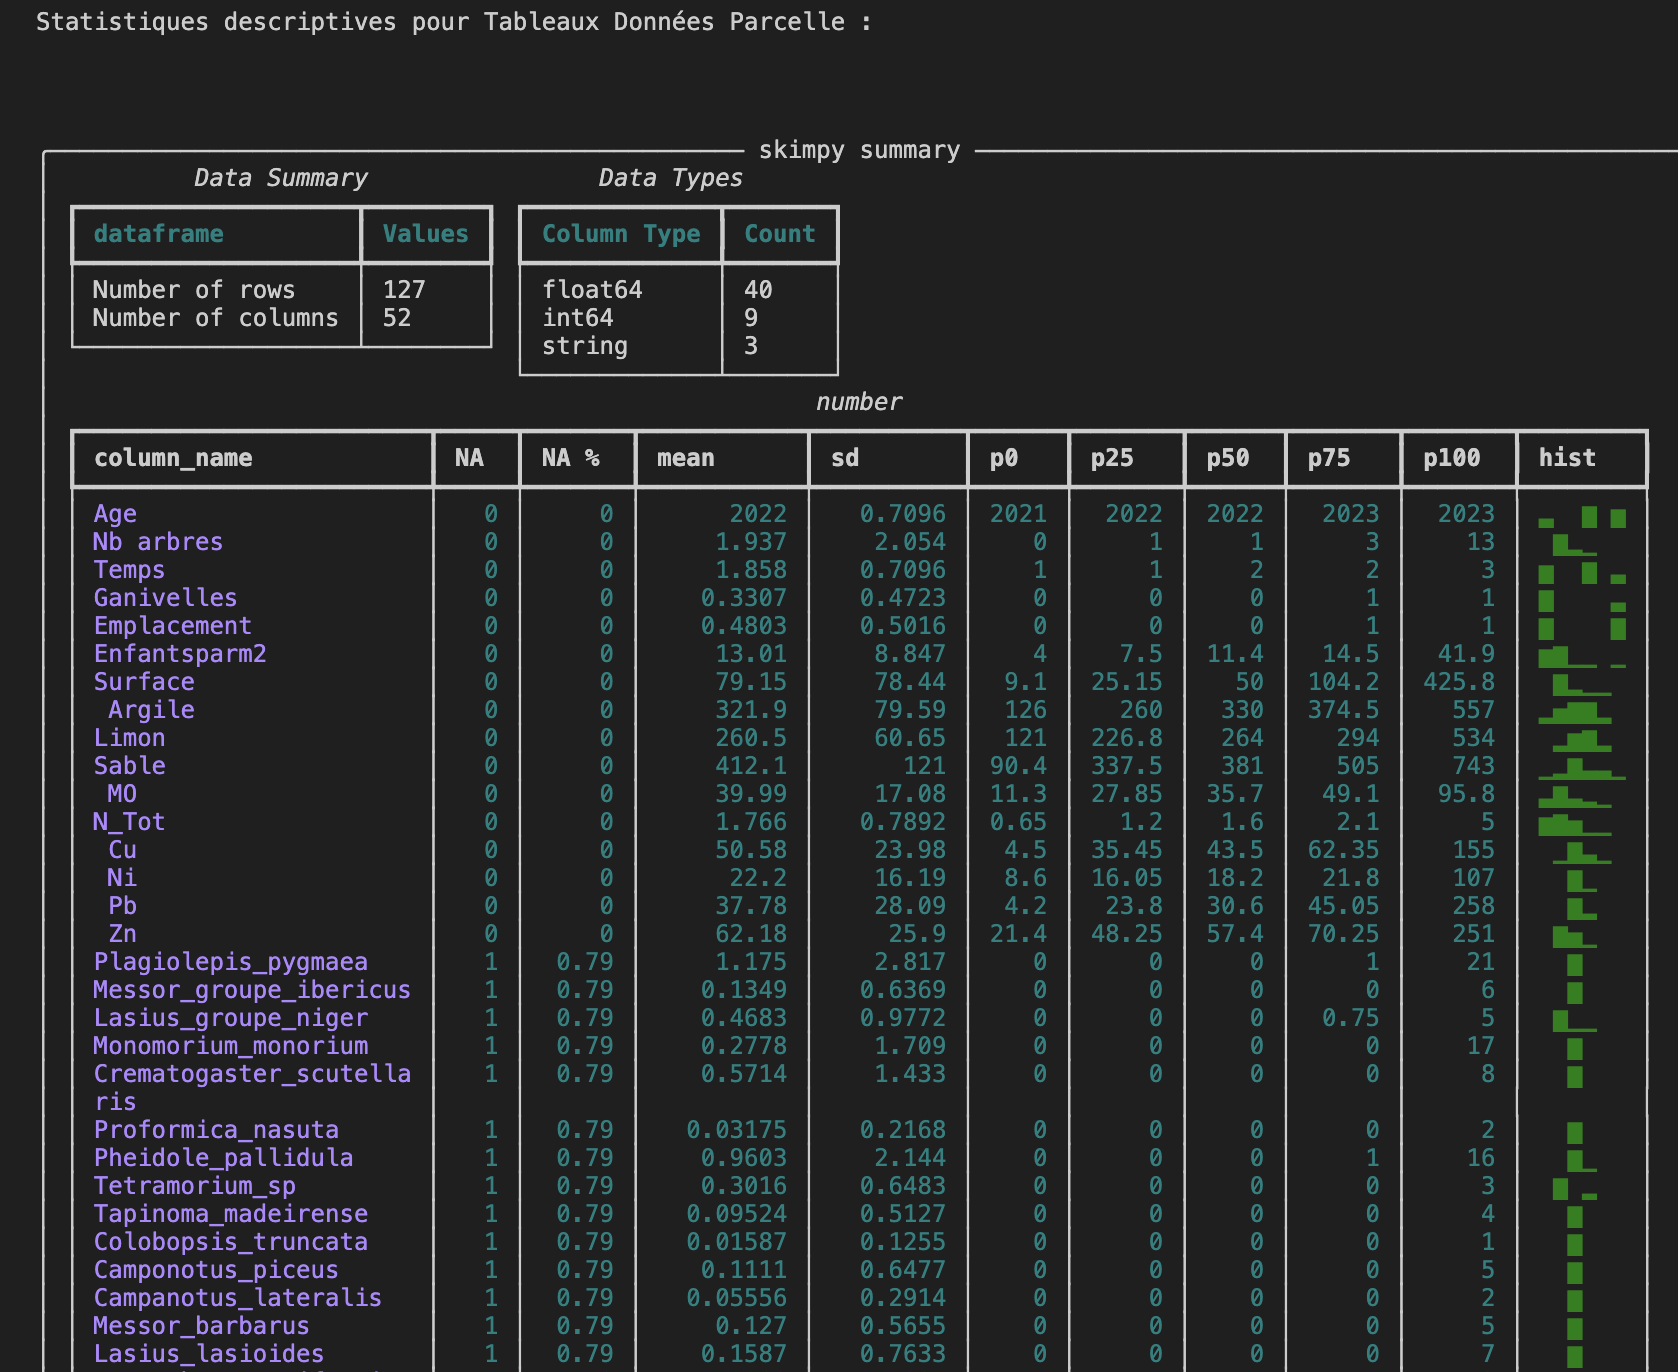 Statistiques descriptives pour Tableaux Données Parcelle :
skimpy summary
Data Summary Data Types
dataframe Values Column Type Count
Number of rows 127 float64 40
Number of columns 52 int64 9
string 3
number
column_name NA NA % mean sd p0 p25 p50 p75 p100 hist
Age 0 0 2022 0.7096 2021 2022 2022 2023 2023
Nb arbres 0 0 1.937 2.054 0 1 1 3 13
Temps 0 0 1.858 0.7096 1 1 2 2 3
Ganivelles 0 0 0.3307 0.4723 0 0 0 1 1
Emplacement 0 0 0.4803 0.5016 0 0 0 1 1
Enfantsparm2 0 0 13.01 8.847 4 7.5 11.4 14.5 41.9
Surface 0 0 79.15 78.44 9.1 25.15 50 104.2 425.8
Argile 0 0 321.9 79.59 126 260 330 374.5 557
Limon 0 0 260.5 60.65 121 226.8 264 294 534
Sable 0 0 412.1 121 90.4 337.5 381 505 743
MO 0 0 39.99 17.08 11.3 27.85 35.7 49.1 95.8
N_Tot 0 0 1.766 0.7892 0.65 1.2 1.6 2.1 5
Cu 0 0 50.58 23.98 4.5 35.45 43.5 62.35 155
Ni 0 0 22.2 16.19 8.6 16.05 18.2 21.8 107
Pb 0 0 37.78 28.09 4.2 23.8 30.6 45.05 258
Zn 0 0 62.18 25.9 21.4 48.25 57.4 70.25 251
Plagiolepis_pygmaea 1 0.79 1.175 2.817 0 0 0 1 21
Messor_groupe_ibericus 1 0.79 0.1349 0.6369 0 0 0 0 6
Lasius_groupe_niger 1 0.79 0.4683 0.9772 0 0 0 0.75 5
Monomorium_monorium 1 0.79 0.2778 1.709 0 0 0 0 17
Crematogaster_scutella 1 0.79 0.5714 1.433 0 0 0 0 8
ris
Proformica_nasuta 1 0.79 0.03175 0.2168 0 0 0 0 2
Pheidole_pallidula 1 0.79 0.9603 2.144 0 0 0 1 16
Tetramorium_sp 1 0.79 0.3016 0.6483 0 0 0 0 3
Tapinoma_madeirense 1 0.79 0.09524 0.5127 0 0 0 0 4
Colobopsis_truncata 1 0.79 0.01587 0.1255 0 0 0 0 1
Camponotus_piceus 1 0.79 0.1111 0.6477 0 0 0 0 5
Campanotus_lateralis 1 0.79 0.05556 0.2914 0 0 0 0 2
Messor_barbarus 1 0.79 0.127 0.5655 0 0 0 0 5
Lasius_lasioides 1 0.79 0.1587 0.7633 0 0 0 0 7